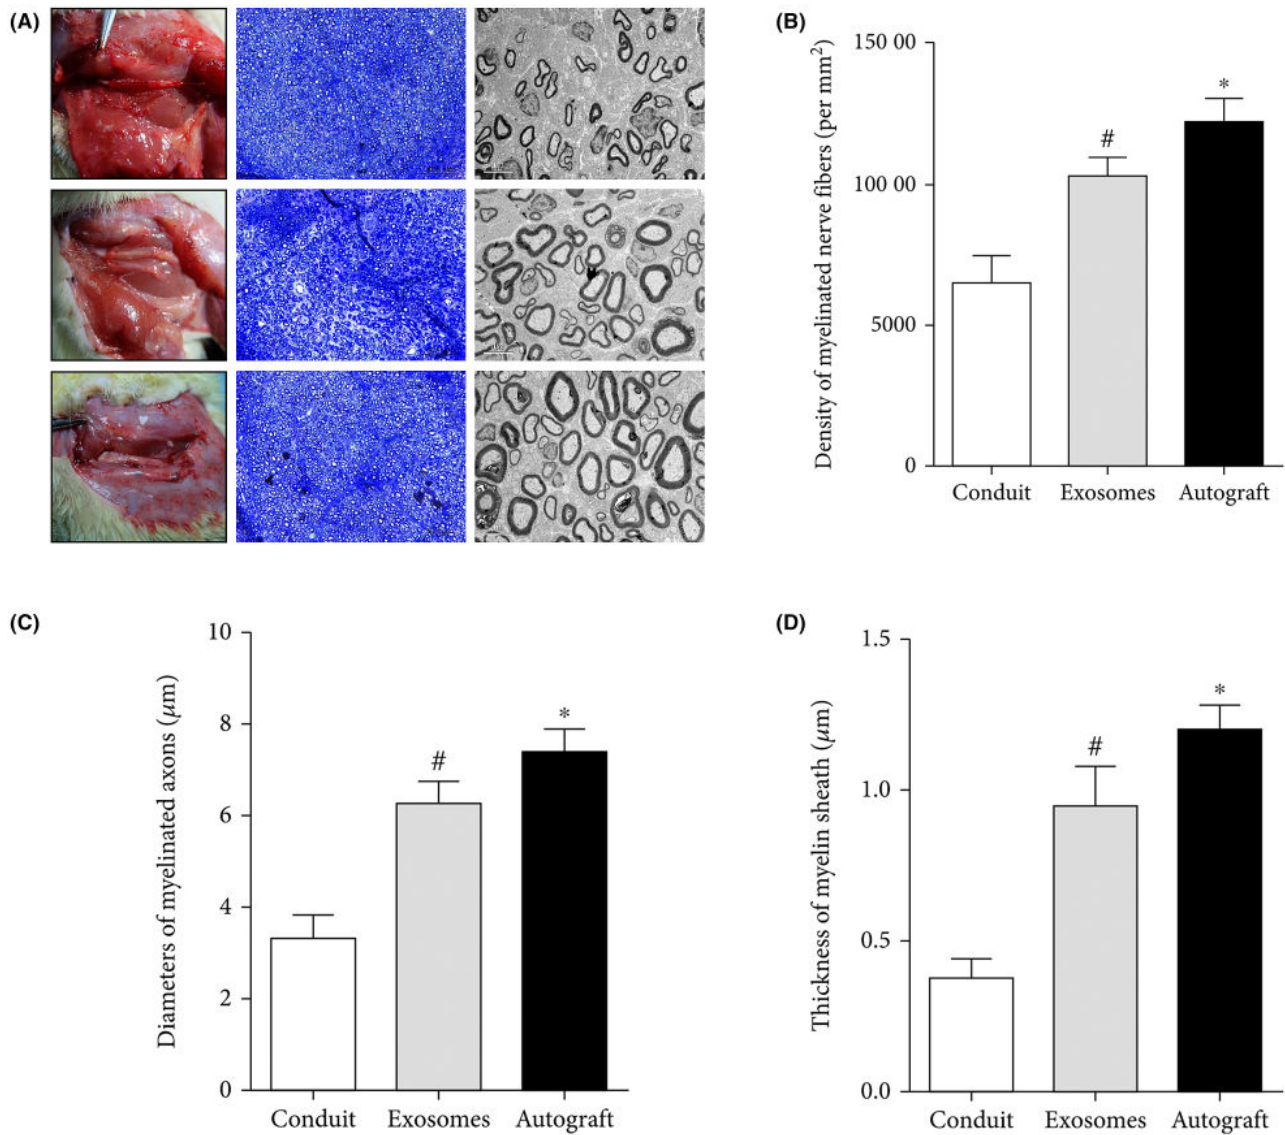 (A)
(B)
Density of myelinated nerve fibers (per mm²)
150 00
100 00
5000
0
#
*
Conduit Exosomes Autograft
(C)
Diameters of myelinated axons (μm)
10
8
6
4
2
0
#
*
Conduit Exosomes Autograft
(D)
Thickness of myelin sheath (μm)
1.5
1.0
0.5
0.0
#
*
Conduit Exosomes Autograft